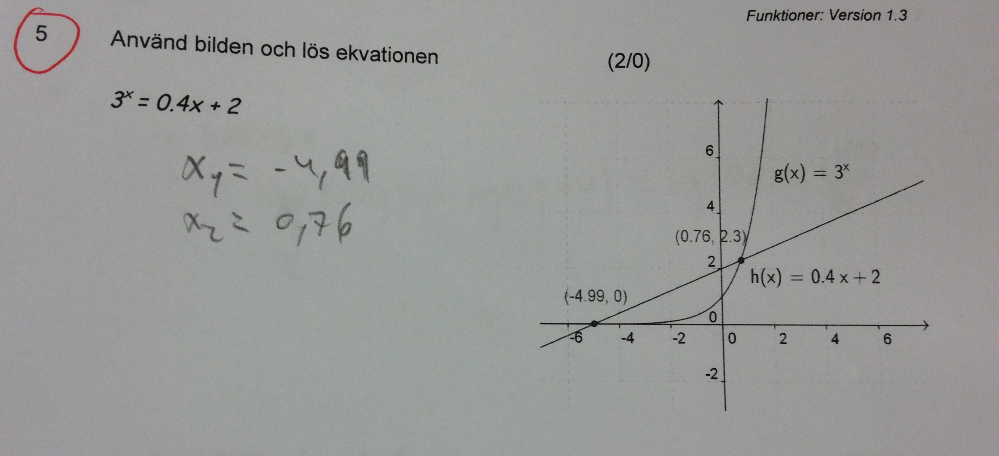 Funktioner: Version 1.3
5 Använd bilden och lös ekvationen (2/0)
3ˣ = 0.4x + 2
x₁ = -4,99
x₂ = 0,76
6
g(x) = 3ˣ
4
(0.76, 2.3)
2
h(x) = 0.4 x + 2
(-4.99, 0)
0
-6 -4 -2 0 2 4 6
-2